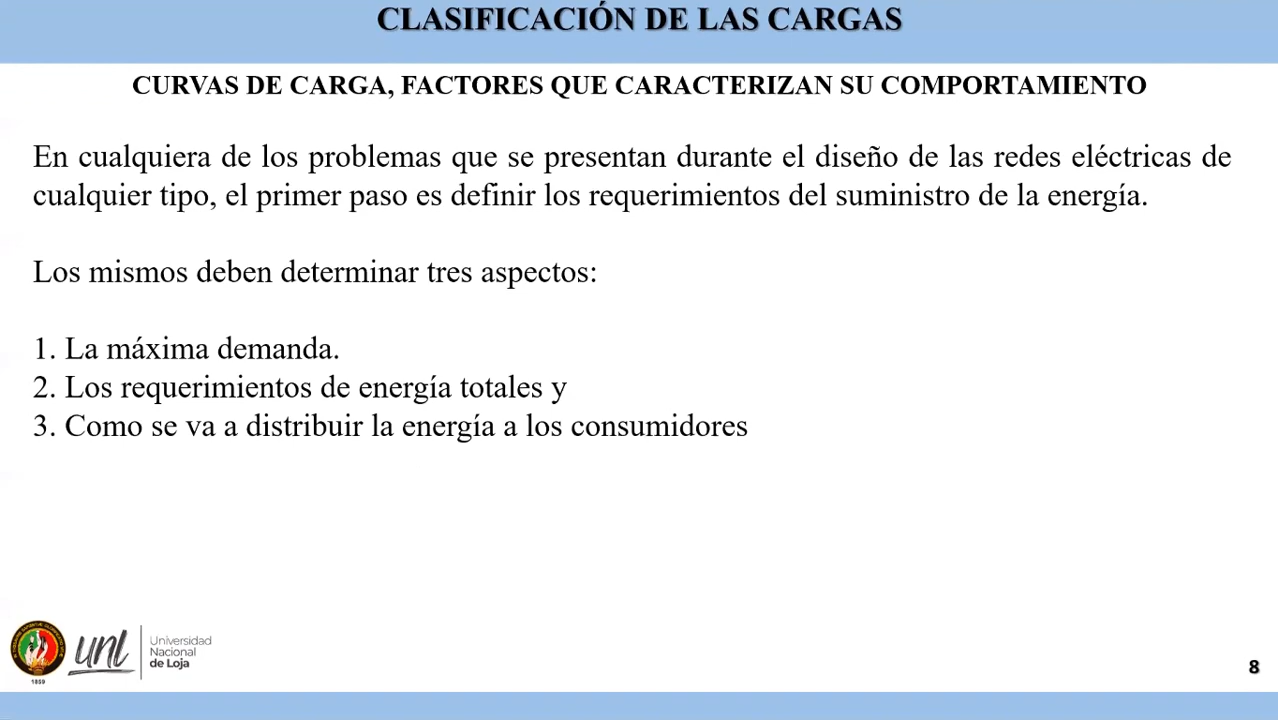 CLASIFICACIÓN DE LAS CARGAS
CURVAS DE CARGA, FACTORES QUE CARACTERIZAN SU COMPORTAMIENTO
En cualquiera de los problemas que se presentan durante el diseño de las redes eléctricas de
cualquier tipo, el primer paso es definir los requerimientos del suministro de la energía.
Los mismos deben determinar tres aspectos:
1. La máxima demanda.
2. Los requerimientos de energía totales y
3. Como se va a distribuir la energía a los consumidores
1859
unl
Universidad
Nacional
de Loja
8